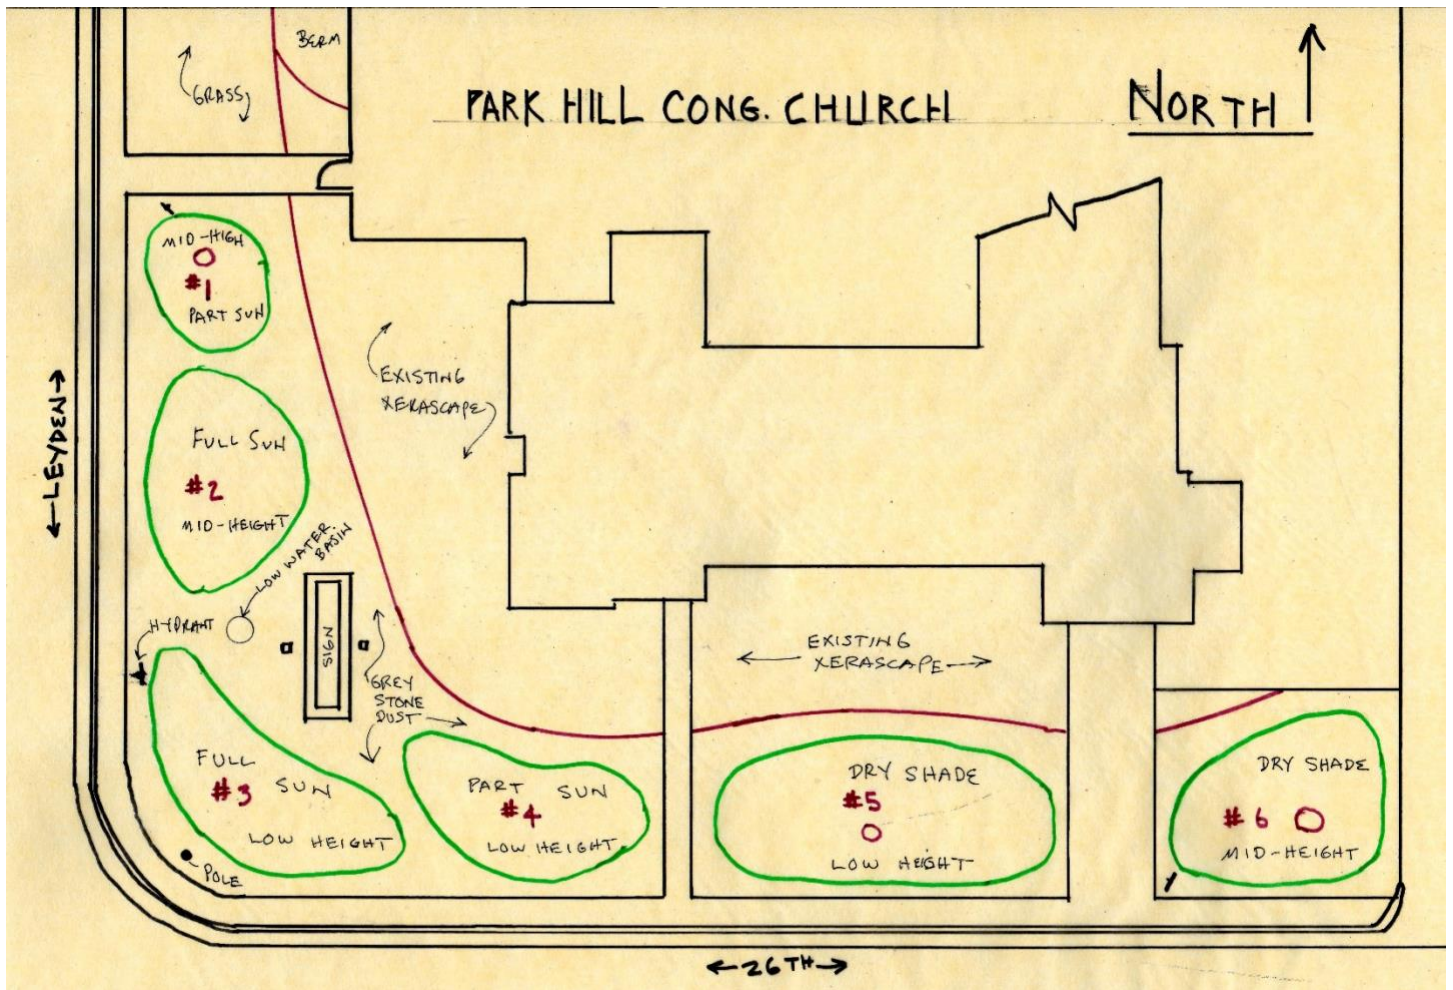 BERM
GRASS
PARK HILL CONG. CHURCH
NORTH
MID-HIGH
#1
PART SUN
EXISTING
XERASCAPE
LEYDEN
FULL SUN
#2
MID-HEIGHT
LOW WATER
BASIN
HYDRANT
SIGN
GREY
STONE
DUST
EXISTING
XERASCAPE
FULL SUN
#3
LOW HEIGHT
POLE
PART SUN
#4
LOW HEIGHT
DRY SHADE
#5
LOW HEIGHT
DRY SHADE
#6
MID-HEIGHT
26TH